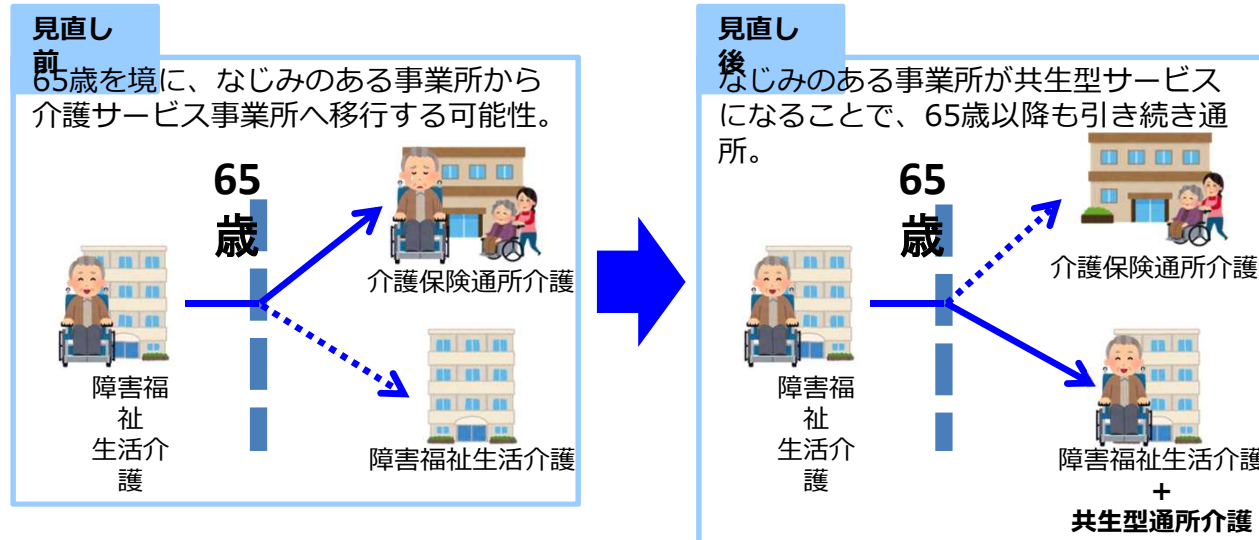 見直し
前
65歳を境に、なじみのある事業所から
介護サービス事業所へ移行する可能性。
65
歳
介護保険通所介護
障害福
祉
生活介
護
障害福祉生活介護
見直し
後
なじみのある事業所が共生型サービス
になることで、65歳以降も引き続き通
所。
65
歳
介護保険通所介護
障害福
祉
生活介
護
障害福祉生活介護
+
共生型通所介護